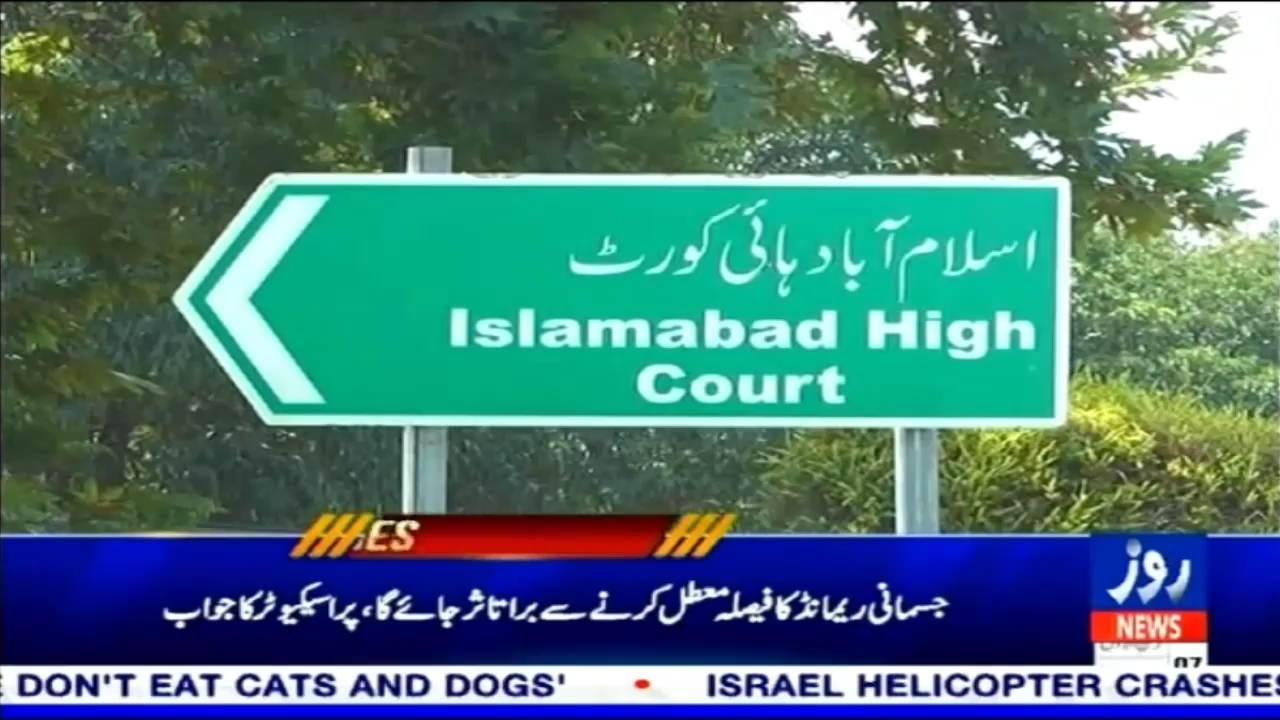 اسلام آباد ہائی کورٹ
Islamabad High
Court
ES
جسمانی ریمانڈ کا فیصلہ معطل کرنے سے برا تاثر جائے گا، پراسیکیوٹر کا جواب
روز
NEWS
07
DON'T EAT CATS AND DOGS' • ISRAEL HELICOPTER CRASHES